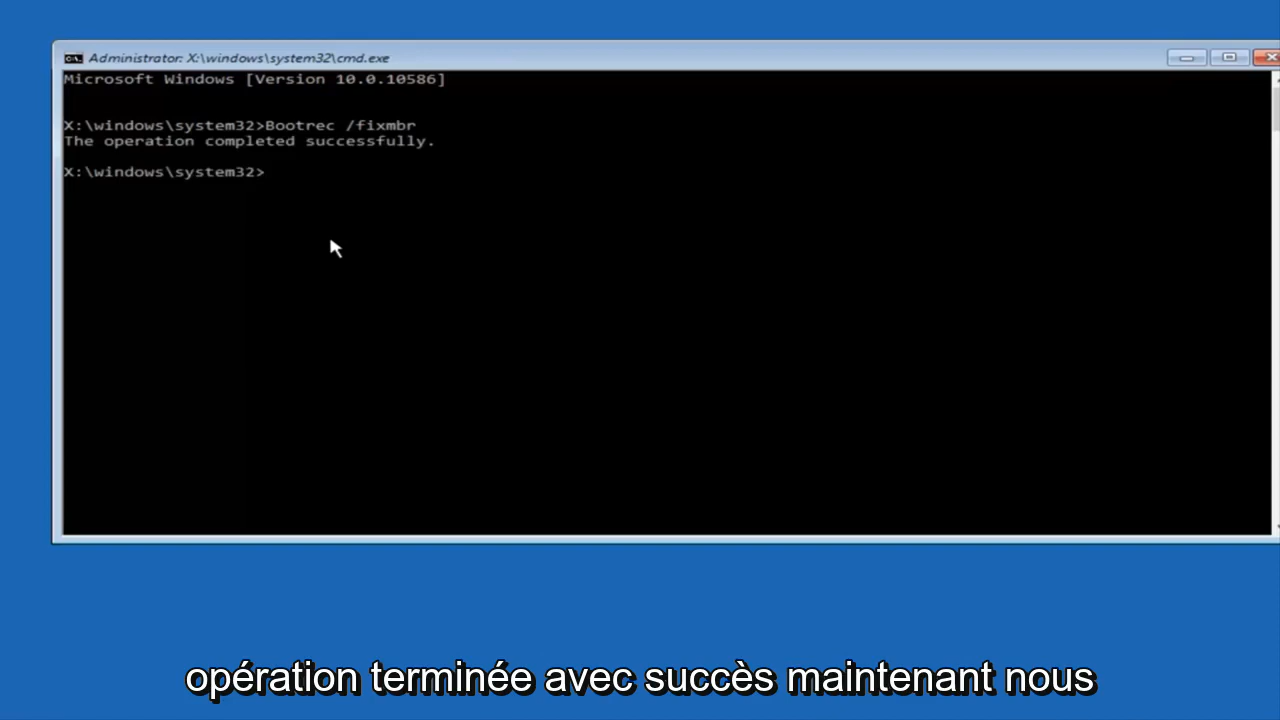 Administrator: X:\windows\system32\cmd.exe
Microsoft Windows [Version 10.0.10586]
X:\windows\system32>Bootrec /fixmbr
The operation completed successfully.
X:\windows\system32>
opération terminée avec succès maintenant nous